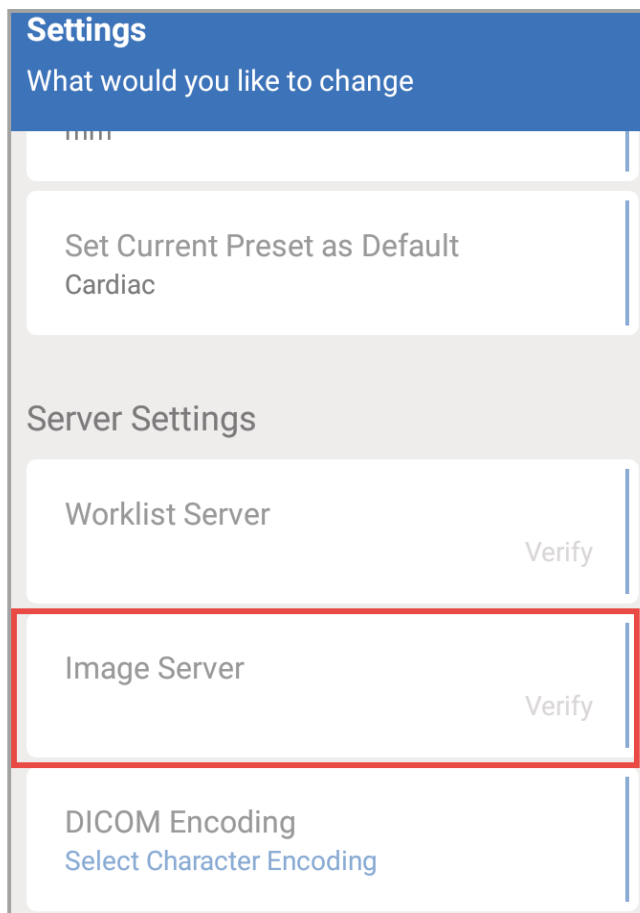 Settings
What would you like to change
mm
Set Current Preset as Default
Cardiac
Server Settings
Worklist Server
Verify
Image Server
Verify
DICOM Encoding
Select Character Encoding